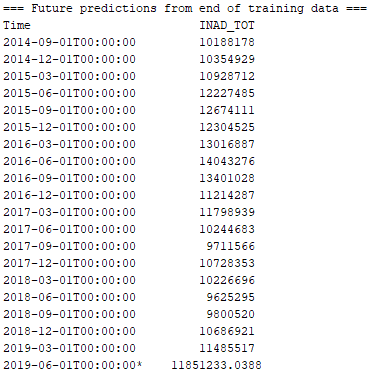 === Future predictions from end of training data ===
Time INAD_TOT
2014-09-01T00:00:00 10188178
2014-12-01T00:00:00 10354929
2015-03-01T00:00:00 10928712
2015-06-01T00:00:00 12227485
2015-09-01T00:00:00 12674111
2015-12-01T00:00:00 12304525
2016-03-01T00:00:00 13016887
2016-06-01T00:00:00 14043276
2016-09-01T00:00:00 13401028
2016-12-01T00:00:00 11214287
2017-03-01T00:00:00 11798939
2017-06-01T00:00:00 10244683
2017-09-01T00:00:00 9711566
2017-12-01T00:00:00 10728353
2018-03-01T00:00:00 10226696
2018-06-01T00:00:00 9625295
2018-09-01T00:00:00 9800520
2018-12-01T00:00:00 10686921
2019-03-01T00:00:00 11485517
2019-06-01T00:00:00* 11851233.0388